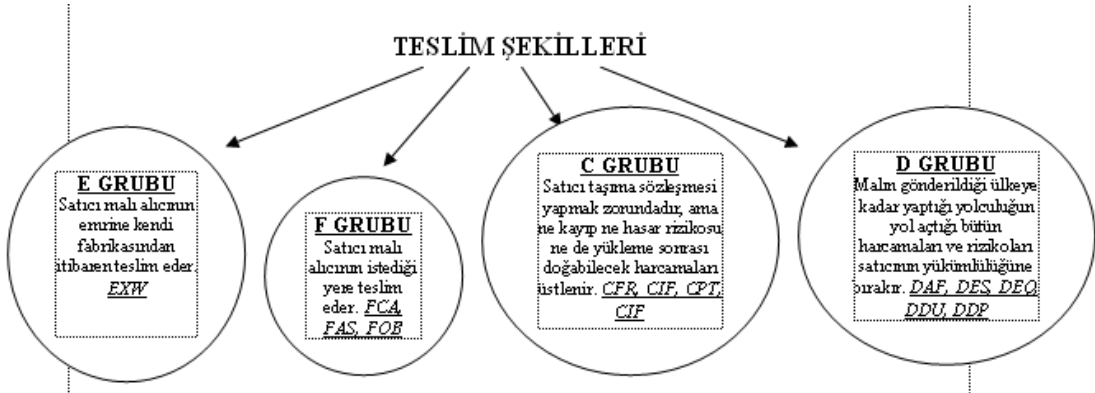 TESLİM ŞEKİLLERİ
E GRUBU
Satıcı malı alıcının
emrine kendi
fabrikasından
itibaren teslim eder.
EXW
F GRUBU
Satıcı malı
alıcının istediği
yere teslim
eder. FCA,
FAS, FOB
C GRUBU
Satıcı taşıma sözleşmesi
yapmak zorundadır, ama
ne kayıp ne hasar rizikosu
ne de yükleme sonrası
doğabilecek harcamaları
üstlenir. CFR, CIF, CPT,
CIF
D GRUBU
Malın gönderildiği ülkeye
kadar yaptığı yolculuğun
yol açtığı bütün
harcamaları ve rizikoları
satıcının yükümlülüğüne
bırakır. DAF, DES, DEQ,
DDU, DDP